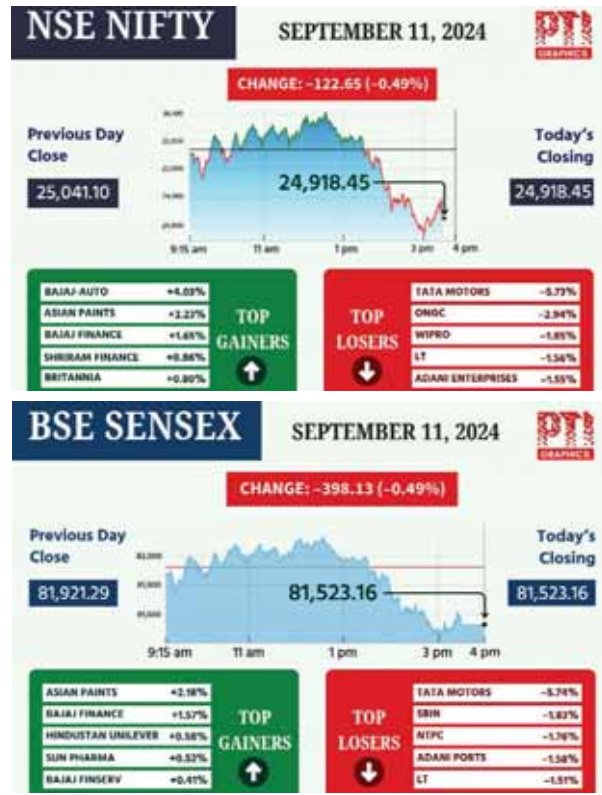 NSE NIFTY
SEPTEMBER 11, 2024
PTI
GRAPHICS
CHANGE: –122.65 (–0.49%)
Previous Day
Close
25,041.10
Today's
Closing
24,918.45
24,918.45
9:15 am 11 am 1 pm 3 pm 4 pm
BAJAJ-AUTO +4.03%
ASIAN PAINTS +2.23%
BAJAJ FINANCE +1.65%
SHRIRAM FINANCE +0.86%
BRITANNIA +0.80%
TOP
GAINERS
TOP
LOSERS
TATA MOTORS –5.73%
ONGC –2.94%
WIPRO –1.85%
LT –1.56%
ADANI ENTERPRISES –1.55%
BSE SENSEX
SEPTEMBER 11, 2024
PTI
GRAPHICS
CHANGE: –398.13 (–0.49%)
Previous Day
Close
81,921.29
Today's
Closing
81,523.16
81,523.16
9:15 am 11 am 1 pm 3 pm 4 pm
ASIAN PAINTS +2.18%
BAJAJ FINANCE +1.57%
HINDUSTAN UNILEVER +0.58%
SUN PHARMA +0.52%
BAJAJ FINSERV +0.41%
TOP
GAINERS
TOP
LOSERS
TATA MOTORS –5.74%
SBIN –1.83%
NTPC –1.76%
ADANI PORTS –1.58%
LT –1.51%